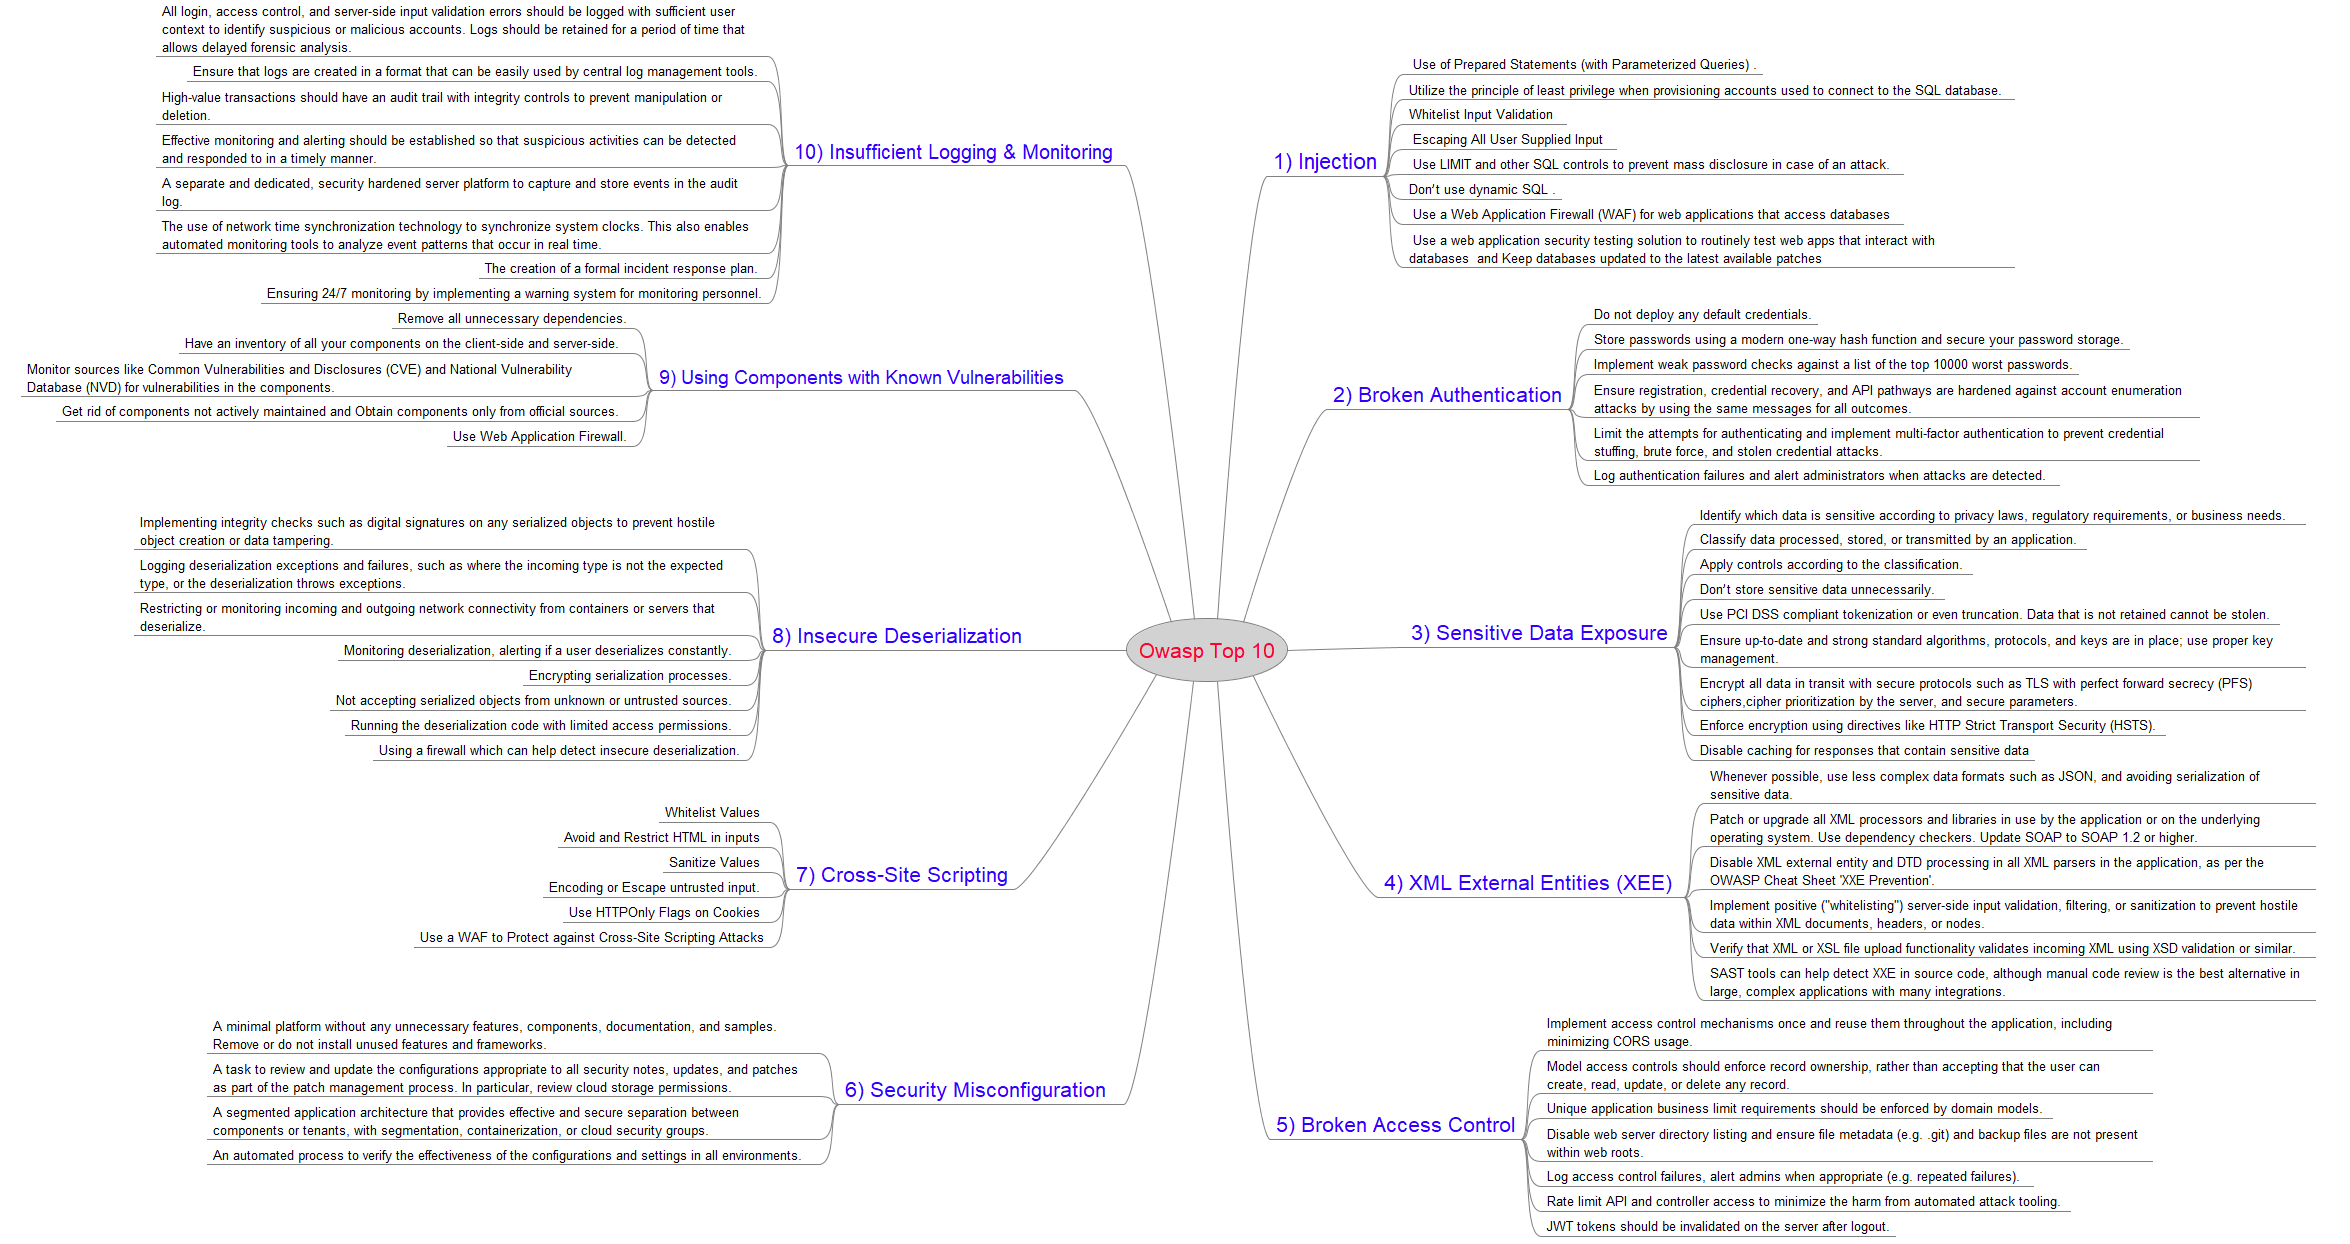 Owasp Top 10
1) Injection
Use of Prepared Statements (with Parameterized Queries) .
Utilize the principle of least privilege when provisioning accounts used to connect to the SQL database.
Whitelist Input Validation
Escaping All User Supplied Input
Use LIMIT and other SQL controls to prevent mass disclosure in case of an attack.
Don't use dynamic SQL .
Use a Web Application Firewall (WAF) for web applications that access databases
Use a web application security testing solution to routinely test web apps that interact with
databases  and Keep databases updated to the latest available patches
2) Broken Authentication
Do not deploy any default credentials.
Store passwords using a modern one-way hash function and secure your password storage.
Implement weak password checks against a list of the top 10000 worst passwords.
Ensure registration, credential recovery, and API pathways are hardened against account enumeration
attacks by using the same messages for all outcomes.
Limit the attempts for authenticating and implement multi-factor authentication to prevent credential
stuffing, brute force, and stolen credential attacks.
Log authentication failures and alert administrators when attacks are detected.
3) Sensitive Data Exposure
Identify which data is sensitive according to privacy laws, regulatory requirements, or business needs.
Classify data processed, stored, or transmitted by an application.
Apply controls according to the classification.
Don't store sensitive data unnecessarily.
Use PCI DSS compliant tokenization or even truncation. Data that is not retained cannot be stolen.
Ensure up-to-date and strong standard algorithms, protocols, and keys are in place; use proper key
management.
Encrypt all data in transit with secure protocols such as TLS with perfect forward secrecy (PFS)
ciphers,cipher prioritization by the server, and secure parameters.
Enforce encryption using directives like HTTP Strict Transport Security (HSTS).
Disable caching for responses that contain sensitive data
4) XML External Entities (XEE)
Whenever possible, use less complex data formats such as JSON, and avoiding serialization of
sensitive data.
Patch or upgrade all XML processors and libraries in use by the application or on the underlying
operating system. Use dependency checkers. Update SOAP to SOAP 1.2 or higher.
Disable XML external entity and DTD processing in all XML parsers in the application, as per the
OWASP Cheat Sheet 'XXE Prevention'.
Implement positive ("whitelisting") server-side input validation, filtering, or sanitization to prevent hostile
data within XML documents, headers, or nodes.
Verify that XML or XSL file upload functionality validates incoming XML using XSD validation or similar.
SAST tools can help detect XXE in source code, although manual code review is the best alternative in
large, complex applications with many integrations.
5) Broken Access Control
Implement access control mechanisms once and reuse them throughout the application, including
minimizing CORS usage.
Model access controls should enforce record ownership, rather than accepting that the user can
create, read, update, or delete any record.
Unique application business limit requirements should be enforced by domain models.
Disable web server directory listing and ensure file metadata (e.g. .git) and backup files are not present
within web roots.
Log access control failures, alert admins when appropriate (e.g. repeated failures).
Rate limit API and controller access to minimize the harm from automated attack tooling.
JWT tokens should be invalidated on the server after logout.
6) Security Misconfiguration
A minimal platform without any unnecessary features, components, documentation, and samples.
Remove or do not install unused features and frameworks.
A task to review and update the configurations appropriate to all security notes, updates, and patches
as part of the patch management process. In particular, review cloud storage permissions.
A segmented application architecture that provides effective and secure separation between
components or tenants, with segmentation, containerization, or cloud security groups.
An automated process to verify the effectiveness of the configurations and settings in all environments.
7) Cross-Site Scripting
Whitelist Values
Avoid and Restrict HTML in inputs
Sanitize Values
Encoding or Escape untrusted input.
Use HTTPOnly Flags on Cookies
Use a WAF to Protect against Cross-Site Scripting Attacks
8) Insecure Deserialization
Implementing integrity checks such as digital signatures on any serialized objects to prevent hostile
object creation or data tampering.
Logging deserialization exceptions and failures, such as where the incoming type is not the expected
type, or the deserialization throws exceptions.
Restricting or monitoring incoming and outgoing network connectivity from containers or servers that
deserialize.
Monitoring deserialization, alerting if a user deserializes constantly.
Encrypting serialization processes.
Not accepting serialized objects from unknown or untrusted sources.
Running the deserialization code with limited access permissions.
Using a firewall which can help detect insecure deserialization.
9) Using Components with Known Vulnerabilities
Remove all unnecessary dependencies.
Have an inventory of all your components on the client-side and server-side.
Monitor sources like Common Vulnerabilities and Disclosures (CVE) and National Vulnerability
Database (NVD) for vulnerabilities in the components.
Get rid of components not actively maintained and Obtain components only from official sources.
Use Web Application Firewall.
10) Insufficient Logging & Monitoring
All login, access control, and server-side input validation errors should be logged with sufficient user
context to identify suspicious or malicious accounts. Logs should be retained for a period of time that
allows delayed forensic analysis.
Ensure that logs are created in a format that can be easily used by central log management tools.
High-value transactions should have an audit trail with integrity controls to prevent manipulation or
deletion.
Effective monitoring and alerting should be established so that suspicious activities can be detected
and responded to in a timely manner.
A separate and dedicated, security hardened server platform to capture and store events in the audit
log.
The use of network time synchronization technology to synchronize system clocks. This also enables
automated monitoring tools to analyze event patterns that occur in real time.
The creation of a formal incident response plan.
Ensuring 24/7 monitoring by implementing a warning system for monitoring personnel.